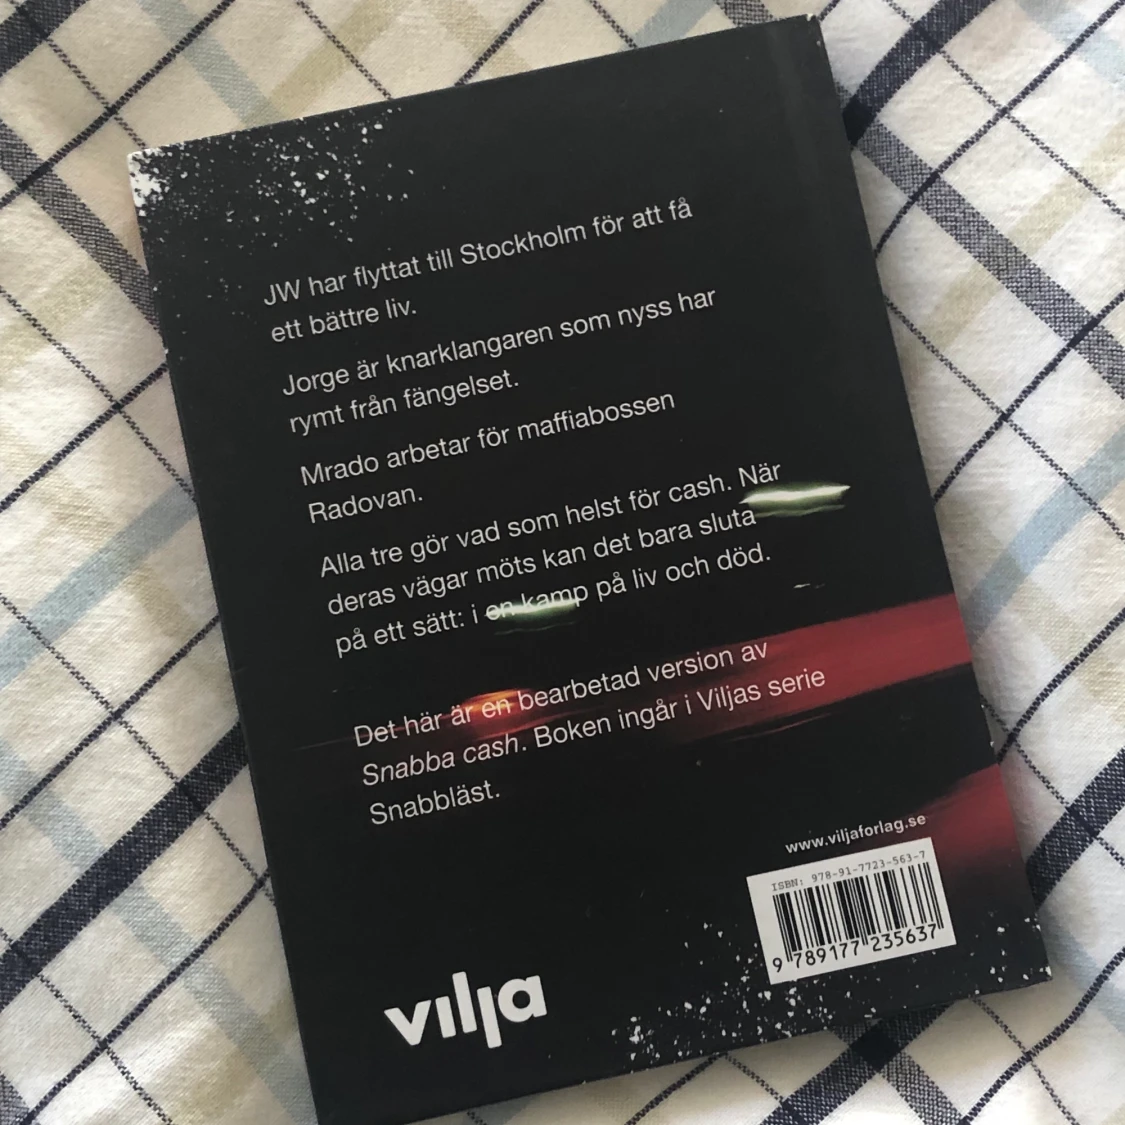 JW har flyttat till Stockholm för att få
ett bättre liv.
Jorge är knarklangaren som nyss har
rymt från fängelset.
Mrado arbetar för maffiabossen
Radovan.
Alla tre gör vad som helst för cash. När
deras vägar möts kan det bara sluta
på ett sätt: i en kamp på liv och död.
Det här är en bearbetad version av
Snabba cash. Boken ingår i Viljas serie
Snabbläst.
www.viljaforlag.se
ISBN: 978-91-7723-563-7
9 789177 235637
vilja